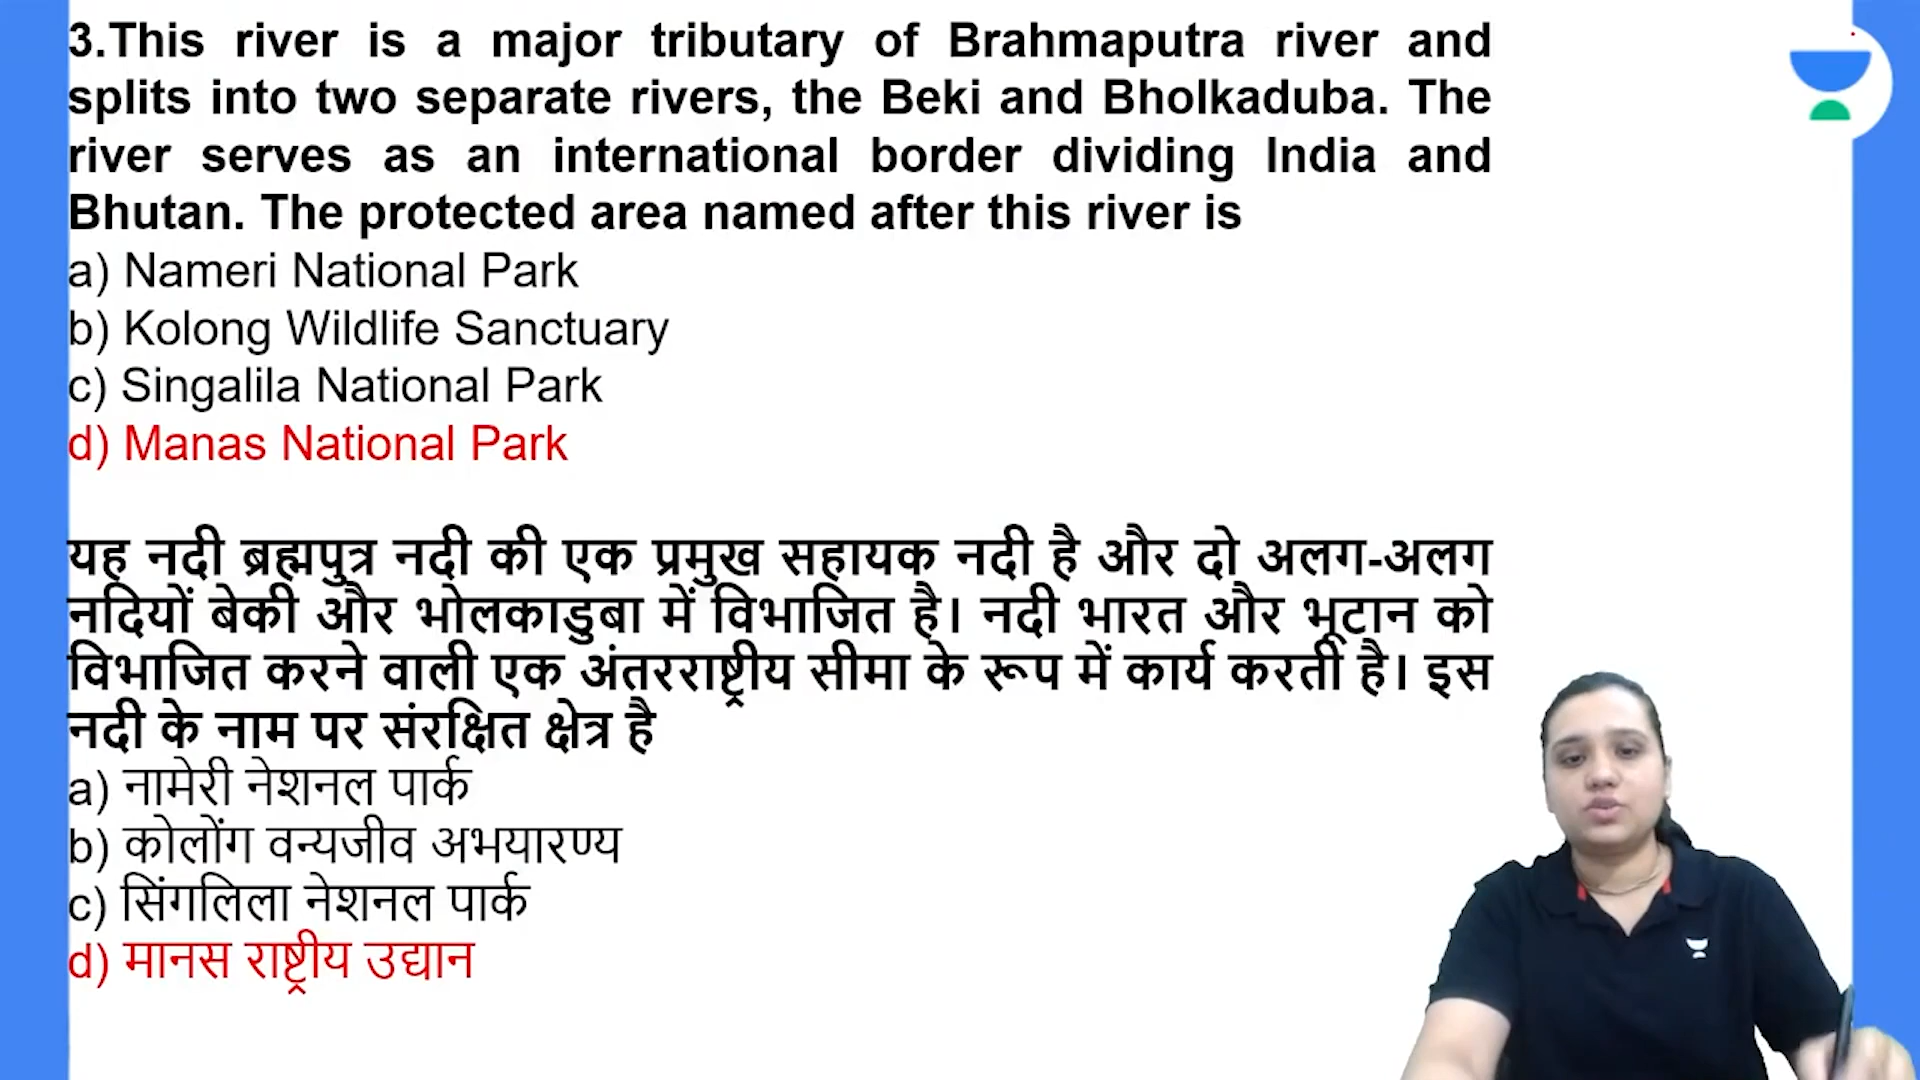 3.This river is a major tributary of Brahmaputra river and
splits into two separate rivers, the Beki and Bholkaduba. The
river serves as an international border dividing India and
Bhutan. The protected area named after this river is
a) Nameri National Park
b) Kolong Wildlife Sanctuary
c) Singalila National Park
d) Manas National Park
यह नदी ब्रह्मपुत्र नदी की एक प्रमुख सहायक नदी है और दो अलग-अलग
नदियों बेकी और भोलकाडुबा में विभाजित है। नदी भारत और भूटान को
विभाजित करने वाली एक अंतरराष्ट्रीय सीमा के रूप में कार्य करती है। इस
नदी के नाम पर संरक्षित क्षेत्र है
a) नामेरी नेशनल पार्क
b) कोलोंग वन्यजीव अभयारण्य
c) सिंगलिला नेशनल पार्क
d) मानस राष्ट्रीय उद्यान